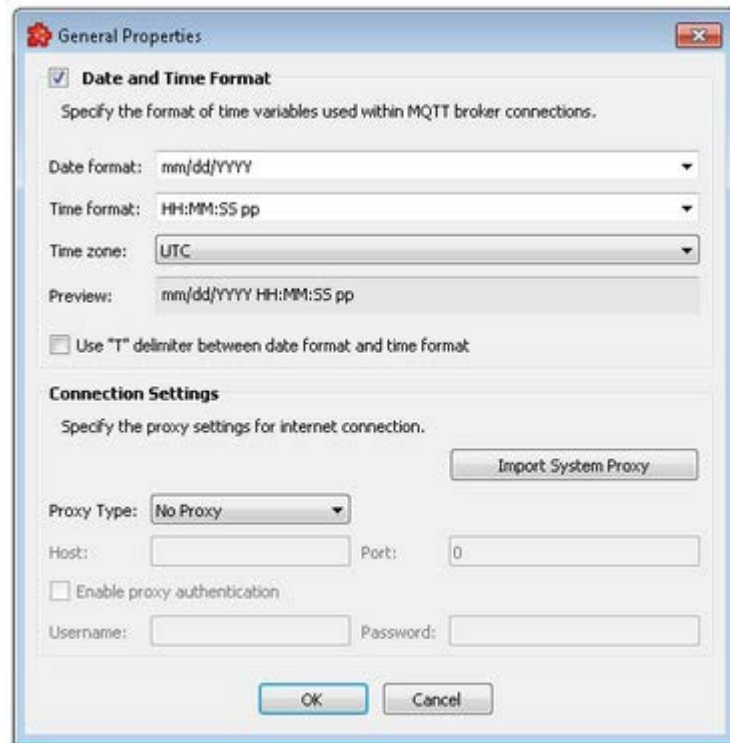 General Properties
Date and Time Format
Specify the format of time variables used within MQTT broker connections.
Date format: mm/dd/YYYY
Time format: HH:MM:SS pp
Time zone: UTC
Preview: mm/dd/YYYY HH:MM:SS pp
Use "T" delimiter between date format and time format
Connection Settings
Specify the proxy settings for internet connection.
Import System Proxy
Proxy Type: No Proxy
Host: Port: 0
Enable proxy authentication
Username: Password:
OK Cancel